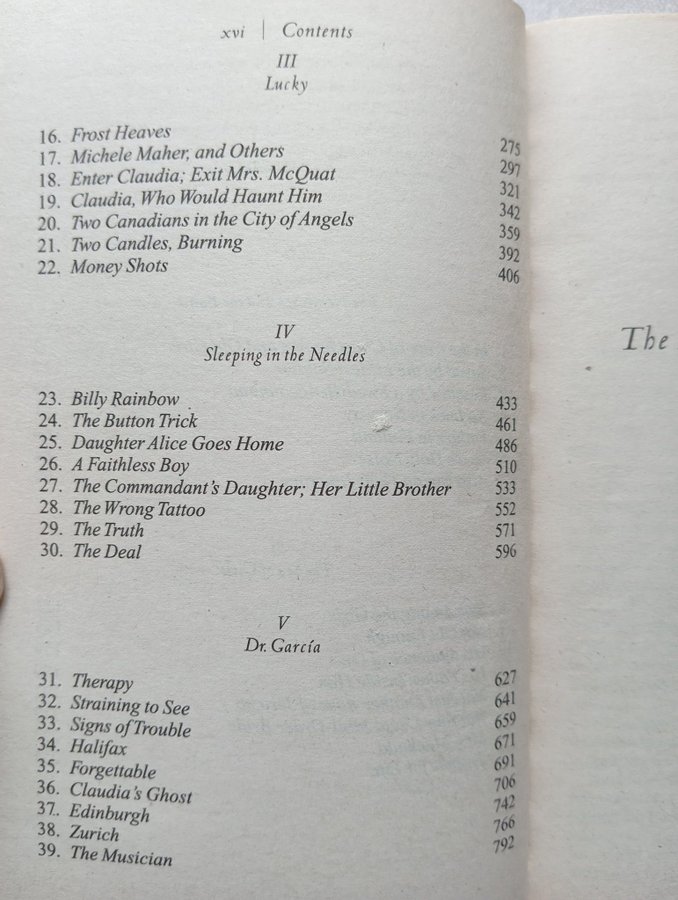 xvi | Contents
III
Lucky
16. Frost Heaves 275
17. Michele Maher, and Others 297
18. Enter Claudia; Exit Mrs. McQuat 321
19. Claudia, Who Would Haunt Him 342
20. Two Canadians in the City of Angels 359
21. Two Candles, Burning 392
22. Money Shots 406
IV
Sleeping in the Needles
23. Billy Rainbow 433
24. The Button Trick 461
25. Daughter Alice Goes Home 486
26. A Faithless Boy 510
27. The Commandant's Daughter; Her Little Brother 533
28. The Wrong Tattoo 552
29. The Truth 571
30. The Deal 596
V
Dr. García
31. Therapy 627
32. Straining to See 641
33. Signs of Trouble 659
34. Halifax 671
35. Forgettable 691
36. Claudia's Ghost 706
37. Edinburgh 742
38. Zurich 766
39. The Musician 792
The